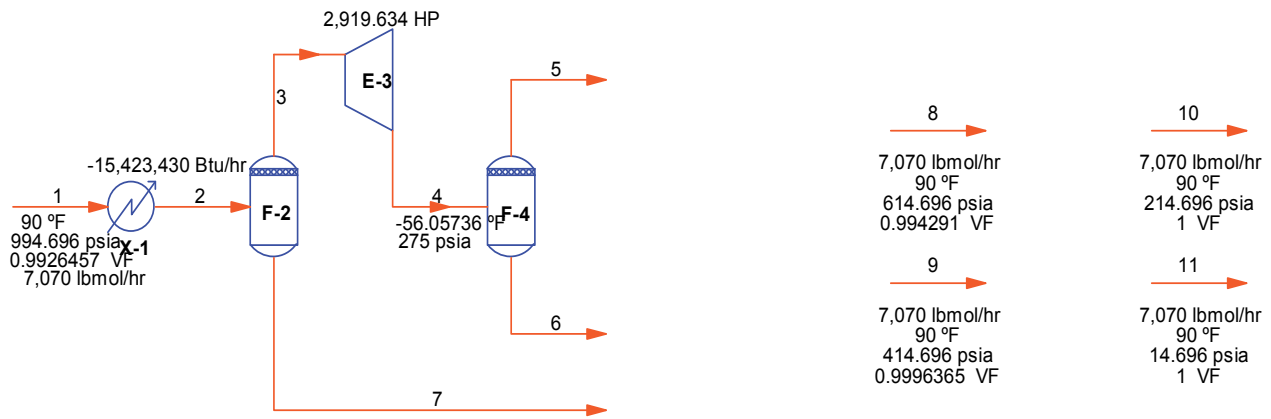 2,919.634 HP
E-3
5
3
-15,423,430 Btu/hr
1
2
F-2
4
F-4
90 ºF
994.696 psia
X-1
0.9926457 VF
7,070 lbmol/hr
-56.05736 ºF
275 psia
6
7
8
7,070 lbmol/hr
90 ºF
614.696 psia
0.994291 VF
10
7,070 lbmol/hr
90 ºF
214.696 psia
1 VF
9
7,070 lbmol/hr
90 ºF
414.696 psia
0.9996365 VF
11
7,070 lbmol/hr
90 ºF
14.696 psia
1 VF